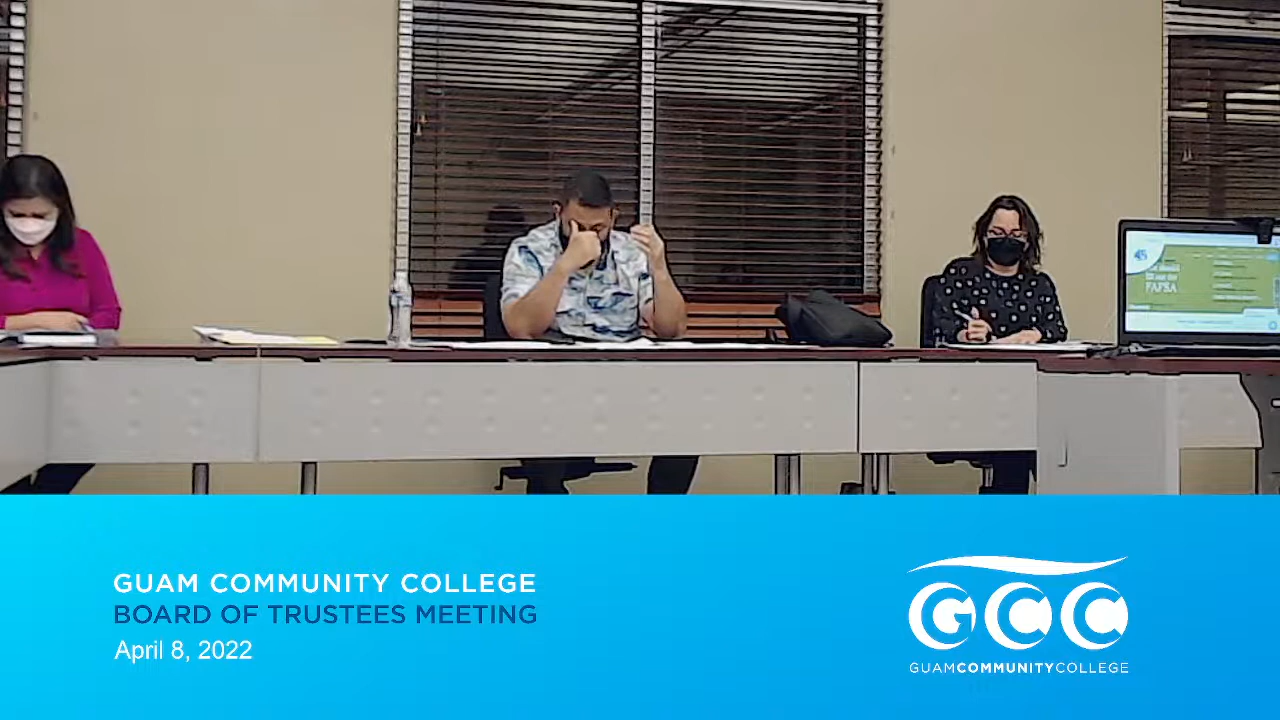 FAFSA
GUAM COMMUNITY COLLEGE
BOARD OF TRUSTEES MEETING
April 8, 2022
GCC
GUAMCOMMUNITYCOLLEGE